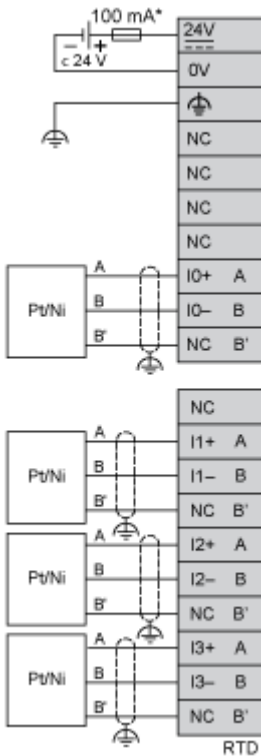 100 mA*
24V
− +
c 24 V
0V
NC
NC
NC
NC
A I0+ A
Pt/Ni B I0− B
B' NC B'
NC
A I1+ A
Pt/Ni B I1− B
B' NC B'
A I2+ A
Pt/Ni B I2− B
B' NC B'
A I3+ A
Pt/Ni B I3− B
B' NC B'
RTD